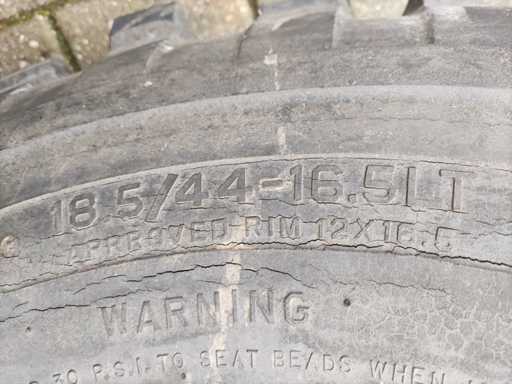 18.5/44-16.5LT
APPROVED RIM 12X16.5
WARNING
30 P.S.I. TO SEAT BEADS WHEN